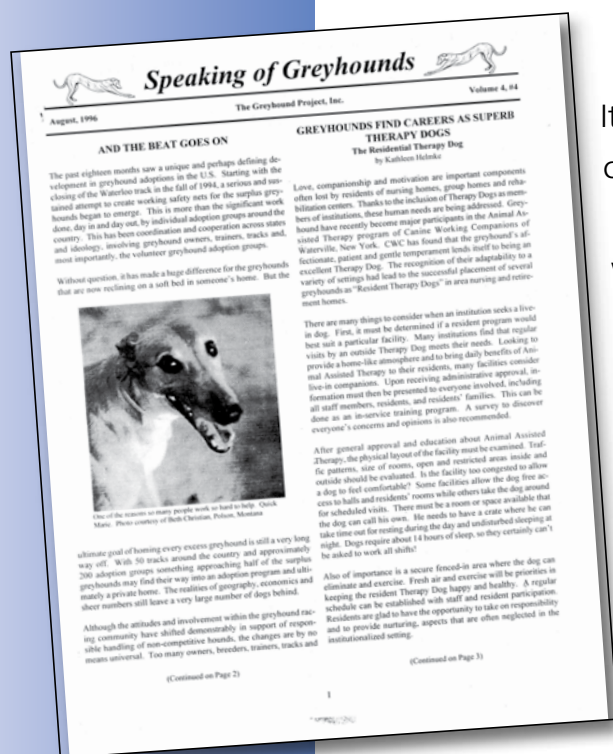 Speaking of Greyhounds
August, 1996
The Greyhound Project, Inc.
Volume 4, #4
AND THE BEAT GOES ON
The past eighteen months saw a unique and perhaps defining de-
velopment in greyhound adoptions in the U.S. Starting with the
closing of the Waterloo track in the fall of 1994, a serious and sus-
tained attempt to create working safety nets for the surplus grey-
hounds began to emerge. This is more than the significant work
done, day in and day out, by individual adoption groups around the
country. This has been coordination and cooperation across states
and ideology, involving greyhound owners, trainers, tracks and,
most importantly, the volunteer greyhound adoption groups.
Without question, it has made a huge difference for the greyhounds
that are now reclining on a soft bed in someone's home. But the
One of the reasons so many people work so hard to help. Quick
Marie. Photo courtesy of Beth Christian, Polson, Montana
ultimate goal of homing every excess greyhound is still a very long
way off. With 50 tracks around the country and approximately
200 adoption groups something approaching half of the surplus
greyhounds may find their way into an adoption program and ulti-
mately a private home. The realities of geography, economics and
sheer numbers still leave a very large number of dogs behind.
Although the attitudes and involvement within the greyhound rac-
ing community have shifted demonstrably in support of respon-
sible handling of non-competitive hounds, the changes are by no
means universal. Too many owners, breeders, trainers, tracks and
(Continued on Page 2)
GREYHOUNDS FIND CAREERS AS SUPERB
THERAPY DOGS
The Residential Therapy Dog
by Kathleen Helmke
Love, companionship and motivation are important components
often lost by residents of nursing homes, group homes and reha-
bilitation centers. Thanks to the inclusion of Therapy Dogs as mem-
bers of institutions, these human needs are being addressed. Grey-
hound have recently become major participants in the Animal As-
sisted Therapy program of Canine Working Companions of
Waterville, New York. CWC has found that the greyhound's af-
fectionate, patient and gentle temperament lends itself to being an
excellent Therapy Dog. The recognition of their adaptability to a
variety of settings had lead to the successful placement of several
greyhounds as "Resident Therapy Dogs" in area nursing and retire-
ment homes.
There are many things to consider when an institution seeks a live-
in dog. First, it must be determined if a resident program would
best suit a particular facility. Many institutions find that regular
visits by an outside Therapy Dog meets their needs. Looking to
provide a home-like atmosphere and to bring daily benefits of Ani-
mal Assisted Therapy to their residents, many facilities consider
live-in companions. Upon receiving administrative approval, in-
formation must then be presented to everyone involved, including
all staff members, residents, and residents' families. This can be
done as an in-service training program. A survey to discover
everyone's concerns and opinions is also recommended.
After general approval and education about Animal Assisted
Therapy, the physical layout of the facility must be examined. Traf-
fic patterns, size of rooms, open and restricted areas inside and
outside should be evaluated. Is the facility too congested to allow
a dog to feel comfortable? Some facilities allow the dog free ac-
cess to halls and residents' rooms while others take the dog around
for scheduled visits. There must be a room or space available that
the dog can call his own. He needs to have a crate where he can
take time out for resting during the day and undisturbed sleeping at
night. Dogs require about 14 hours of sleep, so they certainly can't
be asked to work all shifts!
Also of importance is a secure fenced-in area where the dog can
eliminate and exercise. Fresh air and exercise will be priorities in
keeping the resident Therapy Dog happy and healthy. A regular
schedule can be established with staff and resident participation.
Residents are glad to have the opportunity to take on responsibility
and to provide nurturing, aspects that are often neglected in the
institutionalized setting.
(Continued on Page 3)
1